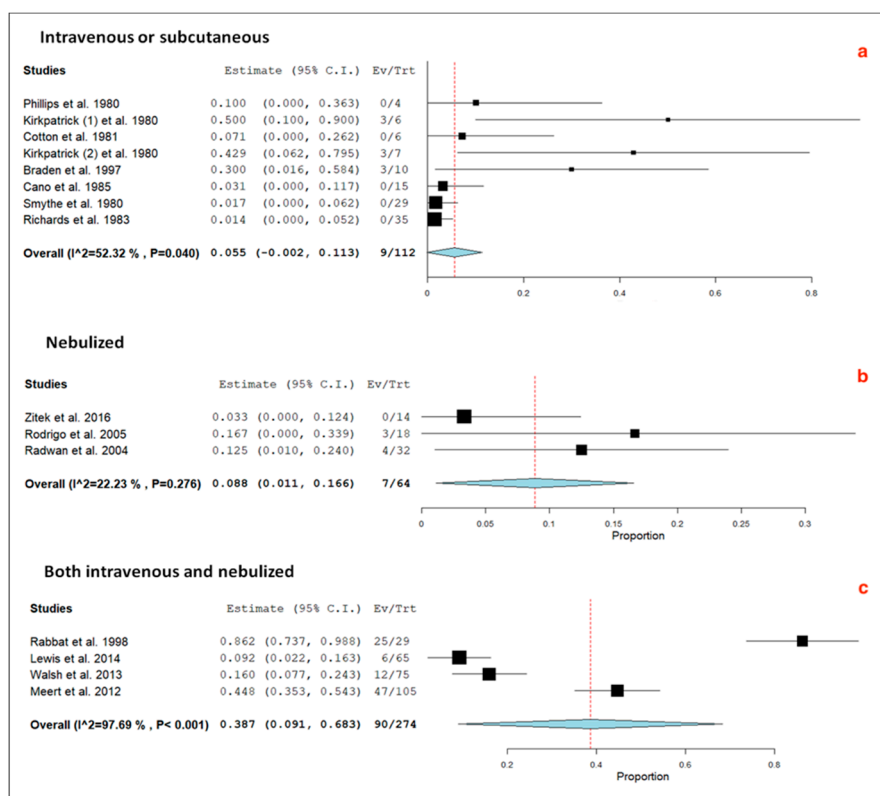 Intravenous or subcutaneous
a
Studies Estimate (95% C.I.) Ev/Trt
Phillips et al. 1980 0.100 (0.000, 0.363) 0/4
Kirkpatrick (1) et al. 1980 0.500 (0.100, 0.900) 3/6
Cotton et al. 1981 0.071 (0.000, 0.262) 0/6
Kirkpatrick (2) et al. 1980 0.429 (0.062, 0.795) 3/7
Braden et al. 1997 0.300 (0.016, 0.584) 3/10
Cano et al. 1985 0.031 (0.000, 0.117) 0/15
Smythe et al. 1980 0.017 (0.000, 0.062) 0/29
Richards et al. 1983 0.014 (0.000, 0.052) 0/35
Overall (I^2=52.32 % , P=0.040) 0.055 (-0.002, 0.113) 9/112
0 0.2 0.4 0.6 0.8
Nebulized
b
Studies Estimate (95% C.I.) Ev/Trt
Zitek et al. 2016 0.033 (0.000, 0.124) 0/14
Rodrigo et al. 2005 0.167 (0.000, 0.339) 3/18
Radwan et al. 2004 0.125 (0.010, 0.240) 4/32
Overall (I^2=22.23 % , P=0.276) 0.088 (0.011, 0.166) 7/64
0 0.05 0.1 0.15 0.2 0.25 0.3
Proportion
Both intravenous and nebulized
c
Studies Estimate (95% C.I.) Ev/Trt
Rabbat et al. 1998 0.862 (0.737, 0.988) 25/29
Lewis et al. 2014 0.092 (0.022, 0.163) 6/65
Walsh et al. 2013 0.160 (0.077, 0.243) 12/75
Meert et al. 2012 0.448 (0.353, 0.543) 47/105
Overall (I^2=97.69 % , P< 0.001) 0.387 (0.091, 0.683) 90/274
0.2 0.4 0.6 0.8
Proportion